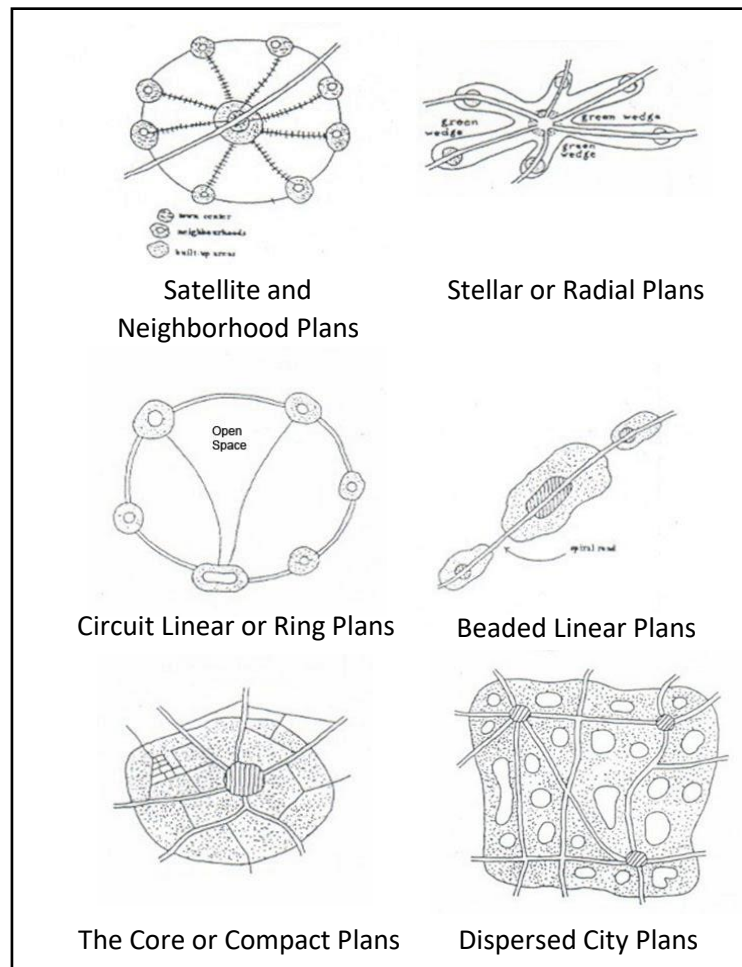 green
wedge
green wedge
green
wedge
town center
neighbourhoods
built-up areas
Satellite and
Neighborhood Plans
Stellar or Radial Plans
Open
Space
spiral road
Circuit Linear or Ring Plans
Beaded Linear Plans
The Core or Compact Plans
Dispersed City Plans